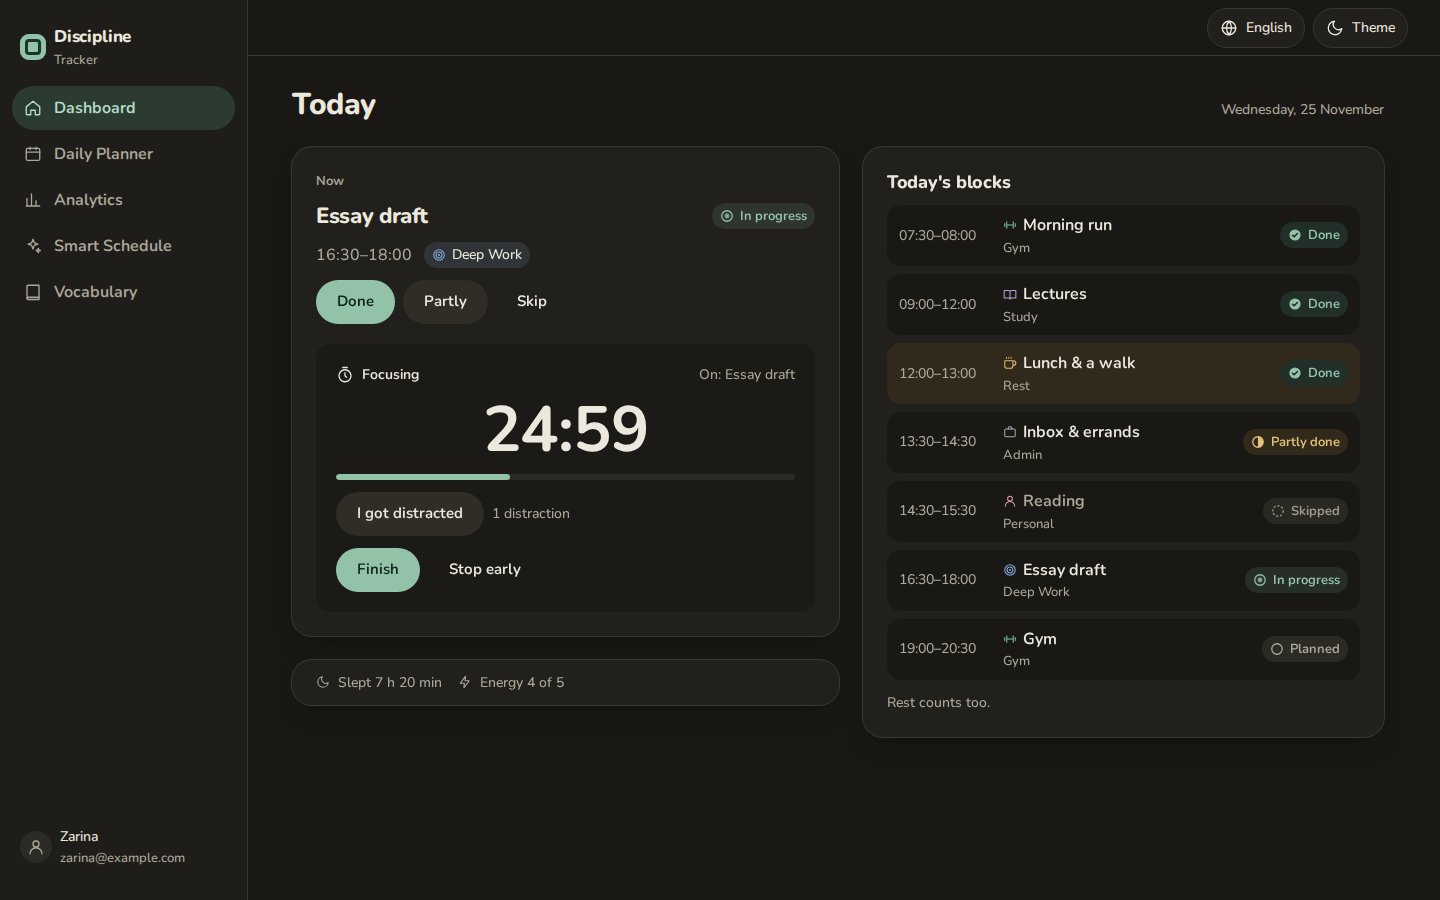 Discipline
Tracker
Dashboard
Daily Planner
Analytics
Smart Schedule
Vocabulary
Zarina
zarina@example.com
English
Theme
Today
Wednesday, 25 November
Now
Essay draft
In progress
16:30–18:00
Deep Work
Done
Partly
Skip
Focusing
On: Essay draft
24:59
I got distracted
1 distraction
Finish
Stop early
Slept 7 h 20 min
Energy 4 of 5
Today's blocks
07:30–08:00
Morning run
Gym
Done
09:00–12:00
Lectures
Study
Done
12:00–13:00
Lunch & a walk
Rest
Done
13:30–14:30
Inbox & errands
Admin
Partly done
14:30–15:30
Reading
Personal
Skipped
16:30–18:00
Essay draft
Deep Work
In progress
19:00–20:30
Gym
Gym
Planned
Rest counts too.